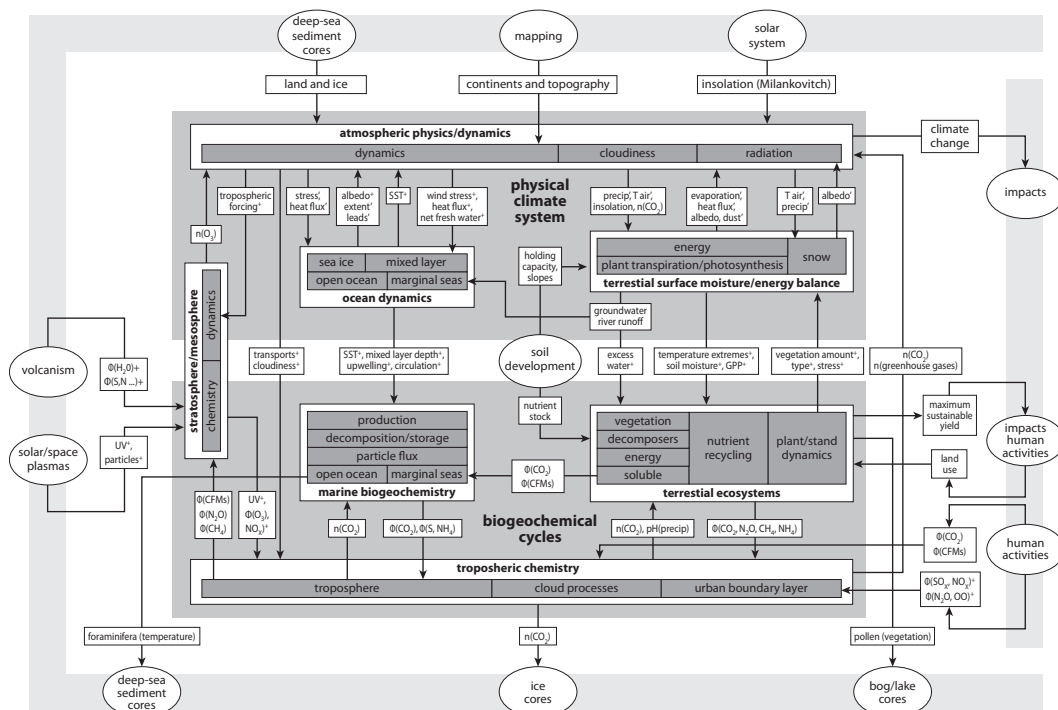 deep-sea
sediment
cores
mapping
solar
system
land and ice
continents and topography
insolation (Milankovitch)
atmospheric physics/dynamics
dynamics
cloudiness
radiation
climate
change
impacts
physical
climate
system
n(O₃)
tropospheric
forcing⁺
stress′,
heat flux′
albedo⁺
extent′
leads′
SST⁺
wind stress⁺,
heat flux⁺,
net fresh water⁺
precip′, T air′,
insolation, n(CO₂)
evaporation′,
heat flux′,
albedo, dust′
T air′,
precip′
albedo′
sea ice
mixed layer
open ocean
marginal seas
ocean dynamics
holding
capacity,
slopes
energy
plant transpiration/photosynthesis
snow
terrestial surface moisture/energy balance
groundwater
river runoff
stratosphere/mesosphere
dynamics
chemistry
volcanism
Φ(H₂0)+
Φ(S,N ...)+
solar/space
plasmas
UV⁺,
particles⁺
transports⁺
cloudiness⁺
SST⁺, mixed layer depth⁺,
upwelling⁺, circulation⁺
soil
development
excess
water⁺
temperature extremes⁺,
soil moisture⁺, GPP⁺
vegetation amount⁺,
type⁺, stress⁺
n(CO₂)
n(greenhouse gases)
nutrient
stock
production
decomposition/storage
particle flux
open ocean
marginal seas
marine biogeochemistry
Φ(CO₂)
Φ(CFMs)
vegetation
decomposers
energy
soluble
nutrient
recycling
plant/stand
dynamics
terrestial ecosystems
maximum
sustainable
yield
land
use
impacts
human
activities
Φ(CFMs)
Φ(N₂O)
Φ(CH₄)
UV⁺,
Φ(O₃),
NOₓ)⁺
n(CO₂)
Φ(CO₂), Φ(S, NH₄)
biogeochemical
cycles
n(CO₂), pH(precip)
Φ(CO₂, N₂O, CH₄, NH₄)
Φ(CO₂)
Φ(CFMs)
human
activities
Φ(SOₓ, NOₓ)⁺
Φ(N₂O, OO)⁺
troposheric chemistry
troposphere
cloud processes
urban boundary layer
foraminifera (temperature)
n(CO₂)
pollen (vegetation)
deep-sea
sediment
cores
ice
cores
bog/lake
cores